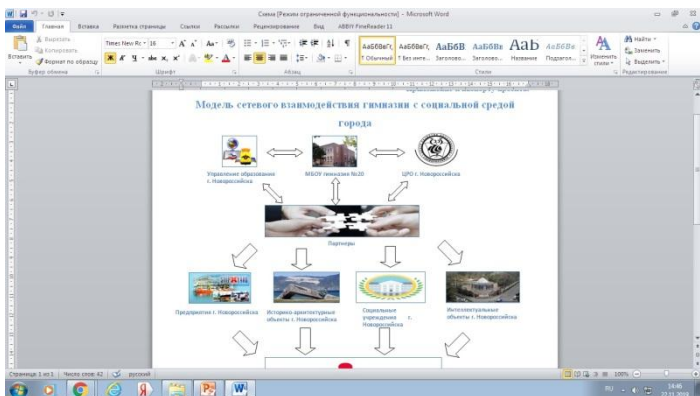 Схема [Режим ограниченной функциональности] - Microsoft Word
Файл Главная Вставка Разметка страницы Ссылки Рассылки Рецензирование Вид ABBYY FineReader 11
Вставить
Вырезать
Копировать
Формат по образцу
Буфер обмена
Times New Rc 16
Ж К Ч
Шрифт
Абзац
АаБбВвГг АаБбВвГг АаБбВ АаБбВв АаБ АаБбВв
Обычный Без инте... Заголово... Заголово... Название Подзагол...
Изменить стили
Стили
Найти
Заменить
Выделить
Редактирование
Модель сетевого взаимодействия гимназии с социальной средой
города
Управление образования
г. Новороссийска
МБОУ гимназия №20
ЦРО г. Новороссийска
Партнеры
Предприятия г. Новороссийска
Историко-архитектурные
объекты г. Новороссийска
Социальные
учреждения г.
Новороссийска
Интеллектуальные
объекты г. Новороссийска
Страница: 1 из 1 Число слов: 42 русский
100%
RU
14:46